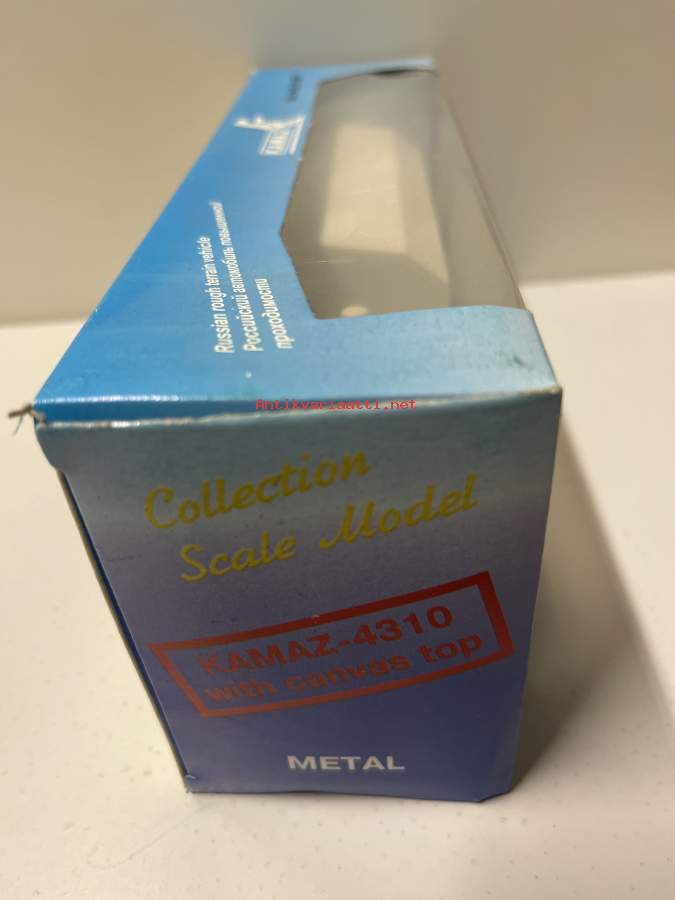 KAMAZ
Russian rough terrain vehicle
Российский автомобиль повышенной
проходимости
Antikvariaatti.net
Collection
Scale Model
KAMAZ-4310
with canvas top
METAL